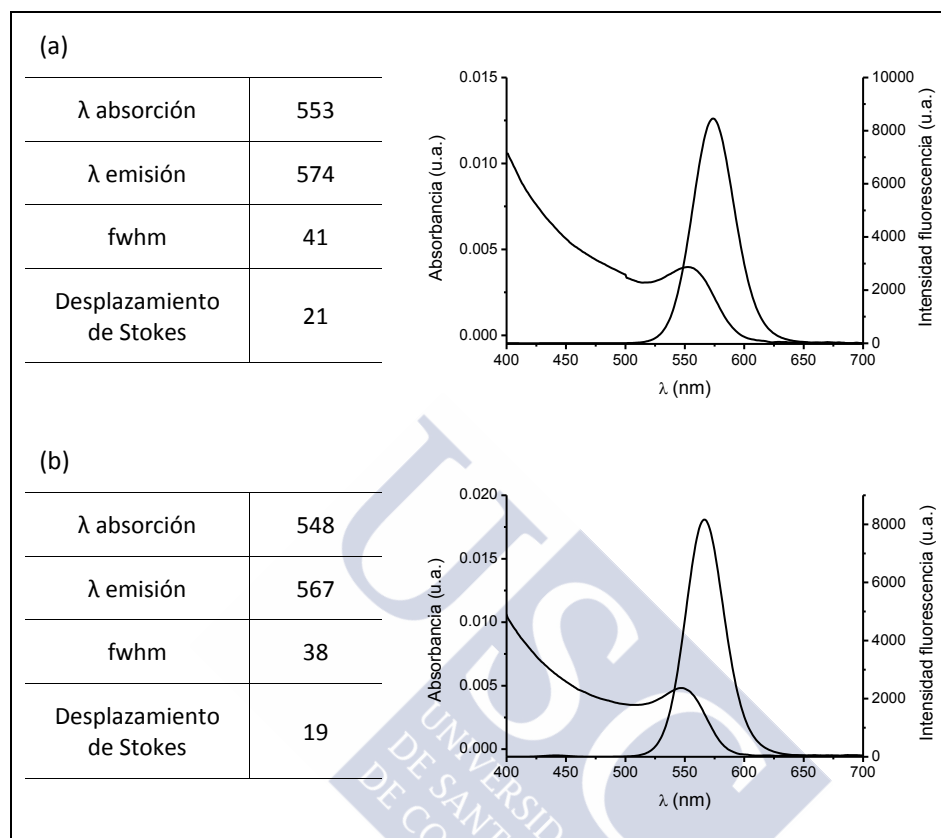 (a)
λ absorción 553
λ emisión 574
fwhm 41
Desplazamiento
de Stokes 21
0.015
0.010
0.005
0.000
Absorbancia (u.a.)
10000
8000
6000
4000
2000
0
Intensidad fluorescencia (u.a.)
400 450 500 550 600 650 700
λ (nm)
(b)
λ absorción 548
λ emisión 567
fwhm 38
Desplazamiento
de Stokes 19
0.020
0.015
0.010
0.005
0.000
Absorbancia (u.a.)
8000
6000
4000
2000
0
Intensidad fluorescencia (u.a.)
400 450 500 550 600 650 700
λ (nm)
USC
DE SANT